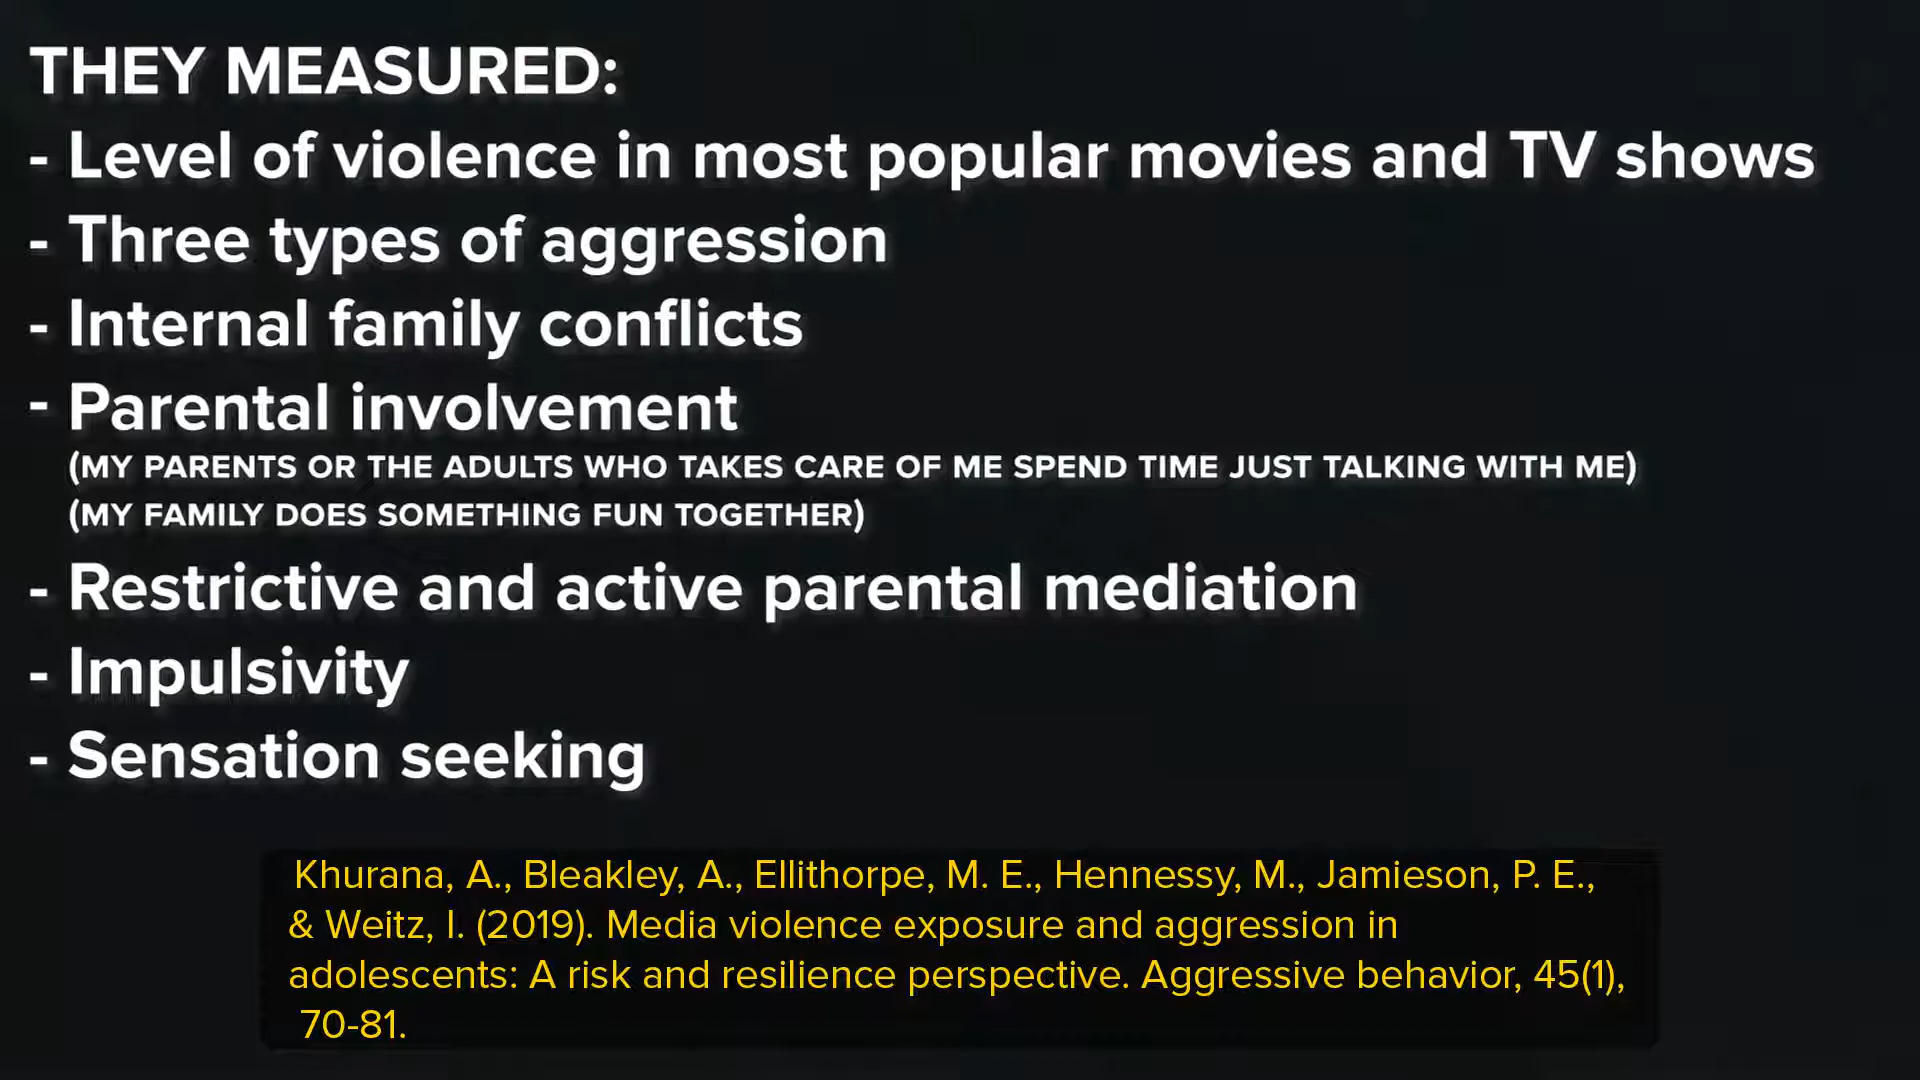 THEY MEASURED:
- Level of violence in most popular movies and TV shows
- Three types of aggression
- Internal family conflicts
- Parental involvement
(MY PARENTS OR THE ADULTS WHO TAKES CARE OF ME SPEND TIME JUST TALKING WITH ME)
(MY FAMILY DOES SOMETHING FUN TOGETHER)
- Restrictive and active parental mediation
- Impulsivity
- Sensation seeking
Khurana, A., Bleakley, A., Ellithorpe, M. E., Hennessy, M., Jamieson, P. E.,
& Weitz, I. (2019). Media violence exposure and aggression in
adolescents: A risk and resilience perspective. Aggressive behavior, 45(1),
70-81.